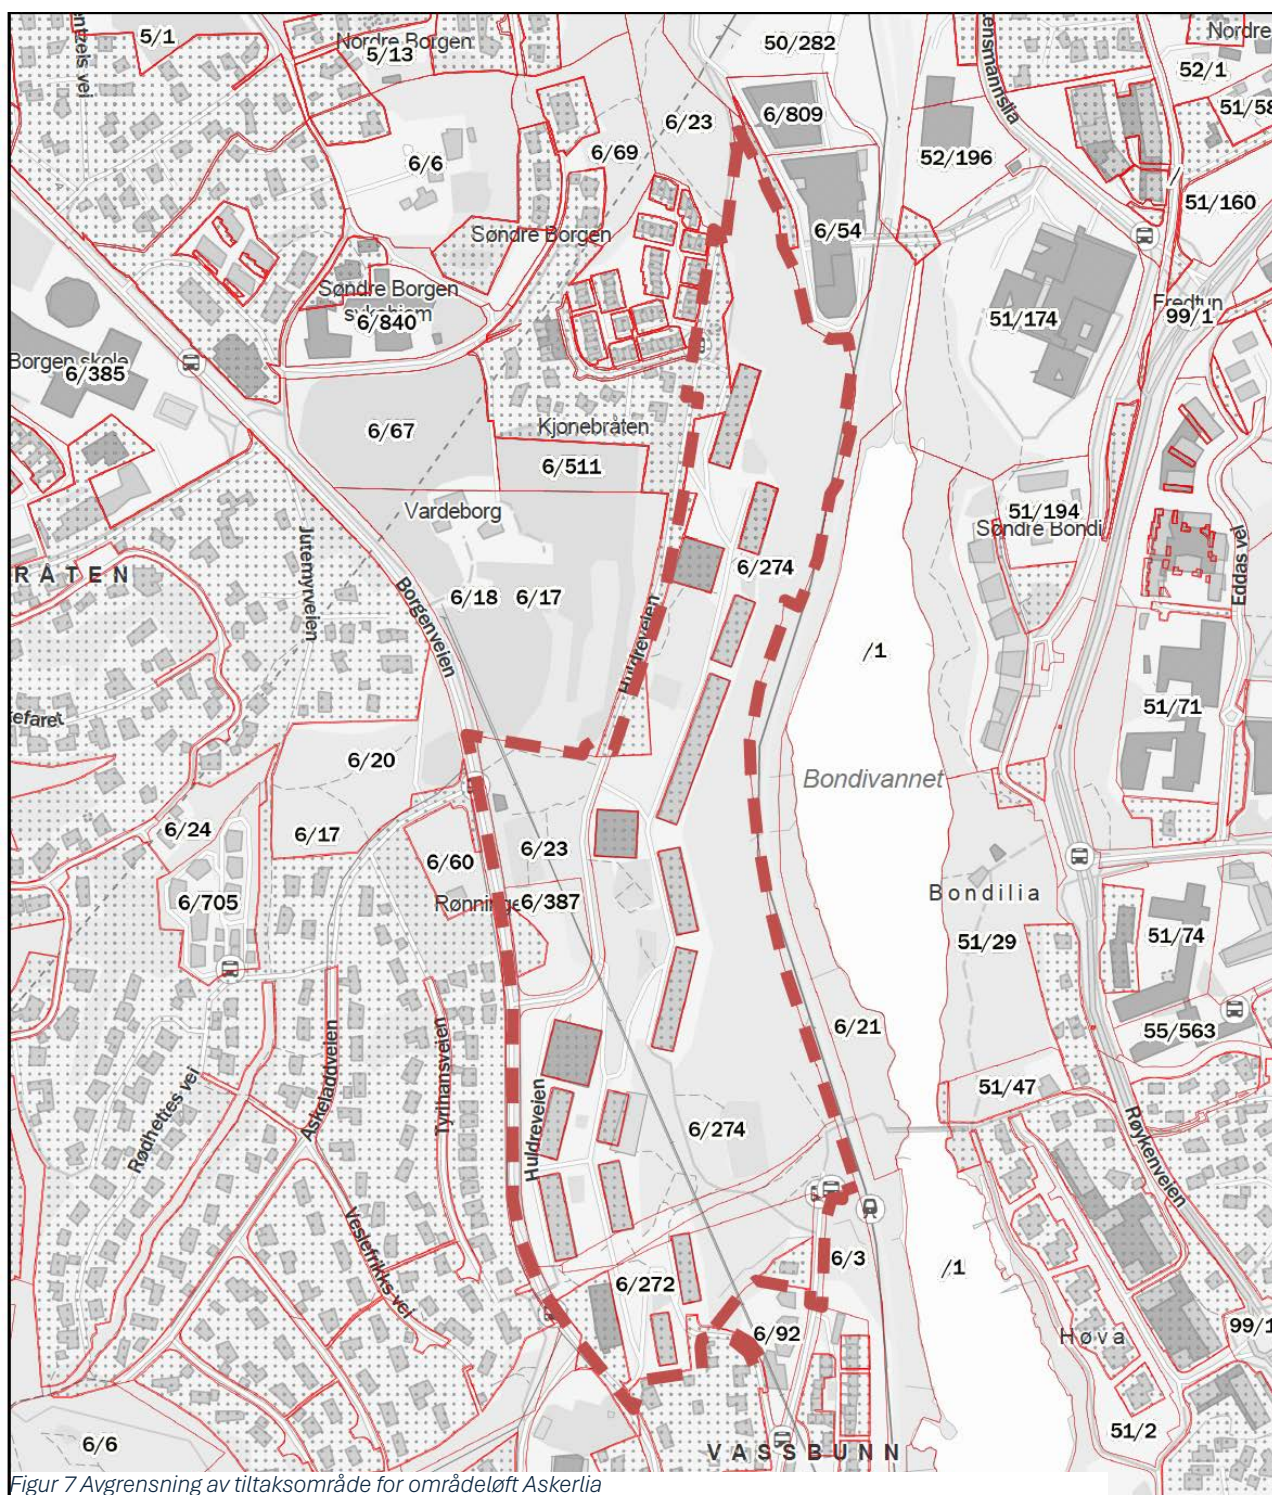 5/1
Nordre Borgen
5/13
50/282
Nordre
52/1
51/58
6/23
6/809
6/69
6/6
52/196
51/160
Søndre Borgen
6/54
Søndre Borgen
sykehjem
6/840
51/174
Fredtun
99/1
Borgen skole
6/385
6/67
Kjonebråten
6/511
Vardeborg
51/194
Søndre Bondi
Eddas vei
RÅTEN
Jutemyrveien
Borgenveien
6/18
6/17
Huldreveien
6/274
/1
51/71
efaret
6/20
Bondivannet
6/24
6/17
6/60
6/23
Bondilia
6/705
6/387
51/29
51/74
6/21
55/563
51/47
Askeladdveien
Tyrihansveien
Rødhettes vei
Huldreveien
6/274
Røykenveien
Veslefrikks vei
6/3
6/272
/1
6/92
Høva
99/1
51/2
6/6
VASSBUNN
Figur 7 Avgrensning av tiltaksområde for områdeløft Askerlia